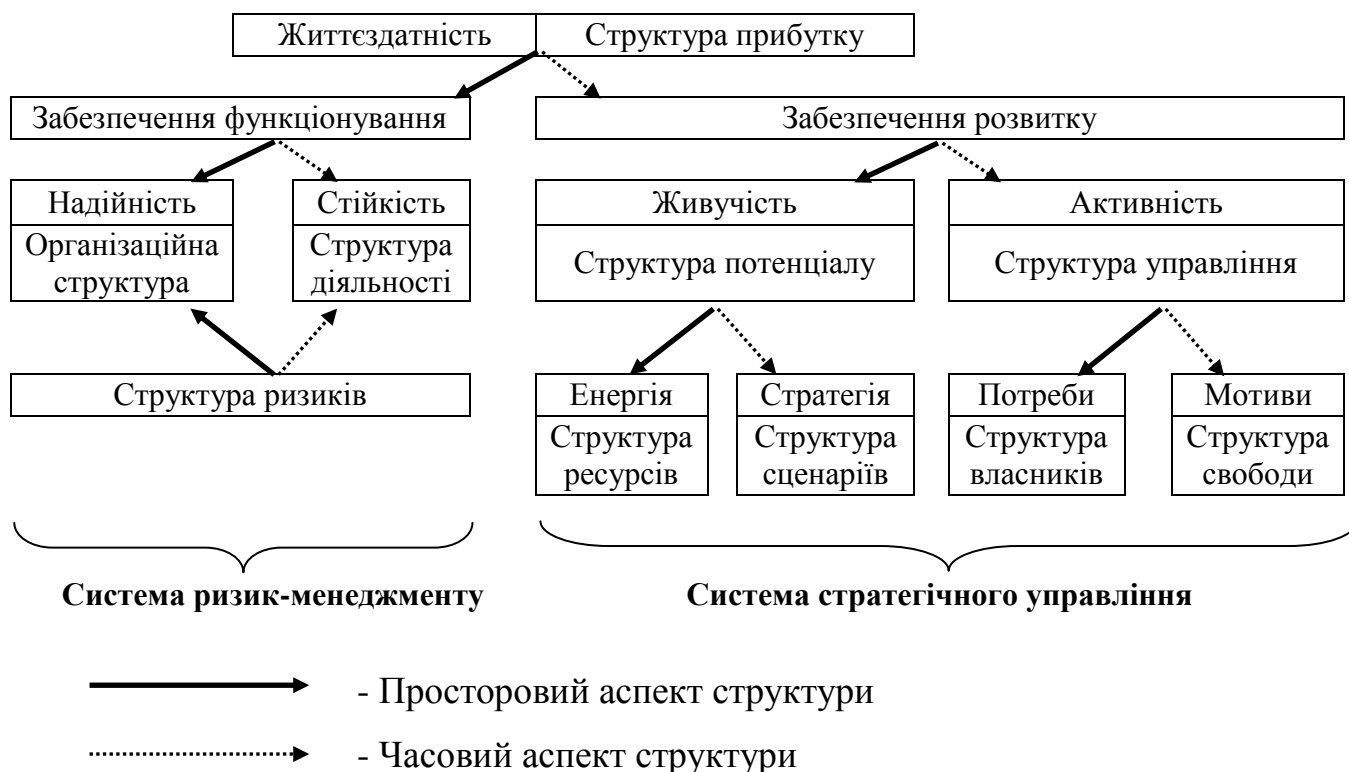 Життєздатність Структура прибутку
Забезпечення функціонування Забезпечення розвитку
Надійність Стійкість Живучість Активність
Організаційна структура
Структура діяльності
Структура потенціалу
Структура управління
Структура ризиків
Енергія Стратегія Потреби Мотиви
Структура ресурсів
Структура сценаріїв
Структура власників
Структура свободи
Система ризик-менеджменту Система стратегічного управління
- Просторовий аспект структури
- Часовий аспект структури